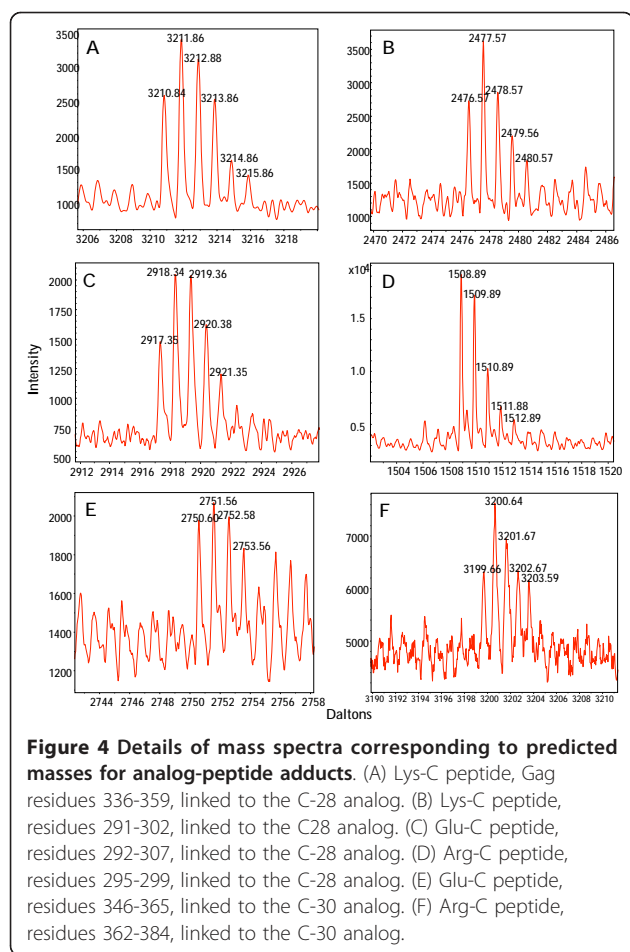 A
3500
3000
2500
2000
1500
1000
3211.86
3212.88
3210.84
3213.86
3214.86
3215.86
3206 3208 3210 3212 3214 3216 3218
B
3500
3000
2500
2000
1500
1000
2477.57
2476.57
2478.57
2479.56
2480.57
2470 2472 2474 2476 2478 2480 2482 2484 2486
C
2000
1750
1500
1250
1000
750
500
2918.34
2919.36
2920.38
2917.35
2921.35
2912 2914 2916 2918 2920 2922 2924 2926
Intensity
D
x10⁴
1.5
1.0
0.5
1508.89
1509.89
1510.89
1511.88
1512.89
1504 1506 1508 1510 1512 1514 1516 1518 1520
E
2000
1800
1600
1400
1200
2751.56
2750.60
2752.58
2753.56
2744 2746 2748 2750 2752 2754 2756 2758
F
7000
6000
5000
3200.64
3201.67
3199.66
3202.67
3203.59
3190 3192 3194 3196 3198 3200 3202 3204 3206 3208 3210
Daltons
Figure 4 Details of mass spectra corresponding to predicted
masses for analog-peptide adducts. (A) Lys-C peptide, Gag
residues 336-359, linked to the C-28 analog. (B) Lys-C peptide,
residues 291-302, linked to the C28 analog. (C) Glu-C peptide,
residues 292-307, linked to the C-28 analog. (D) Arg-C peptide,
residues 295-299, linked to the C-28 analog. (E) Glu-C peptide,
residues 346-365, linked to the C-30 analog. (F) Arg-C peptide,
residues 362-384, linked to the C-30 analog.